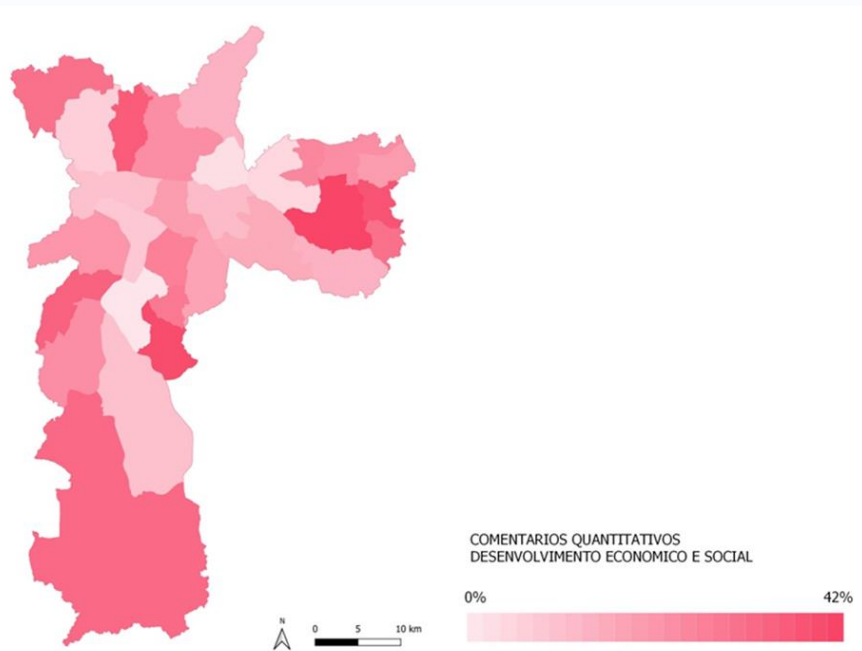 COMENTARIOS QUANTITATIVOS
DESENVOLVIMENTO ECONOMICO E SOCIAL
0% 42%
N
0 5 10 km